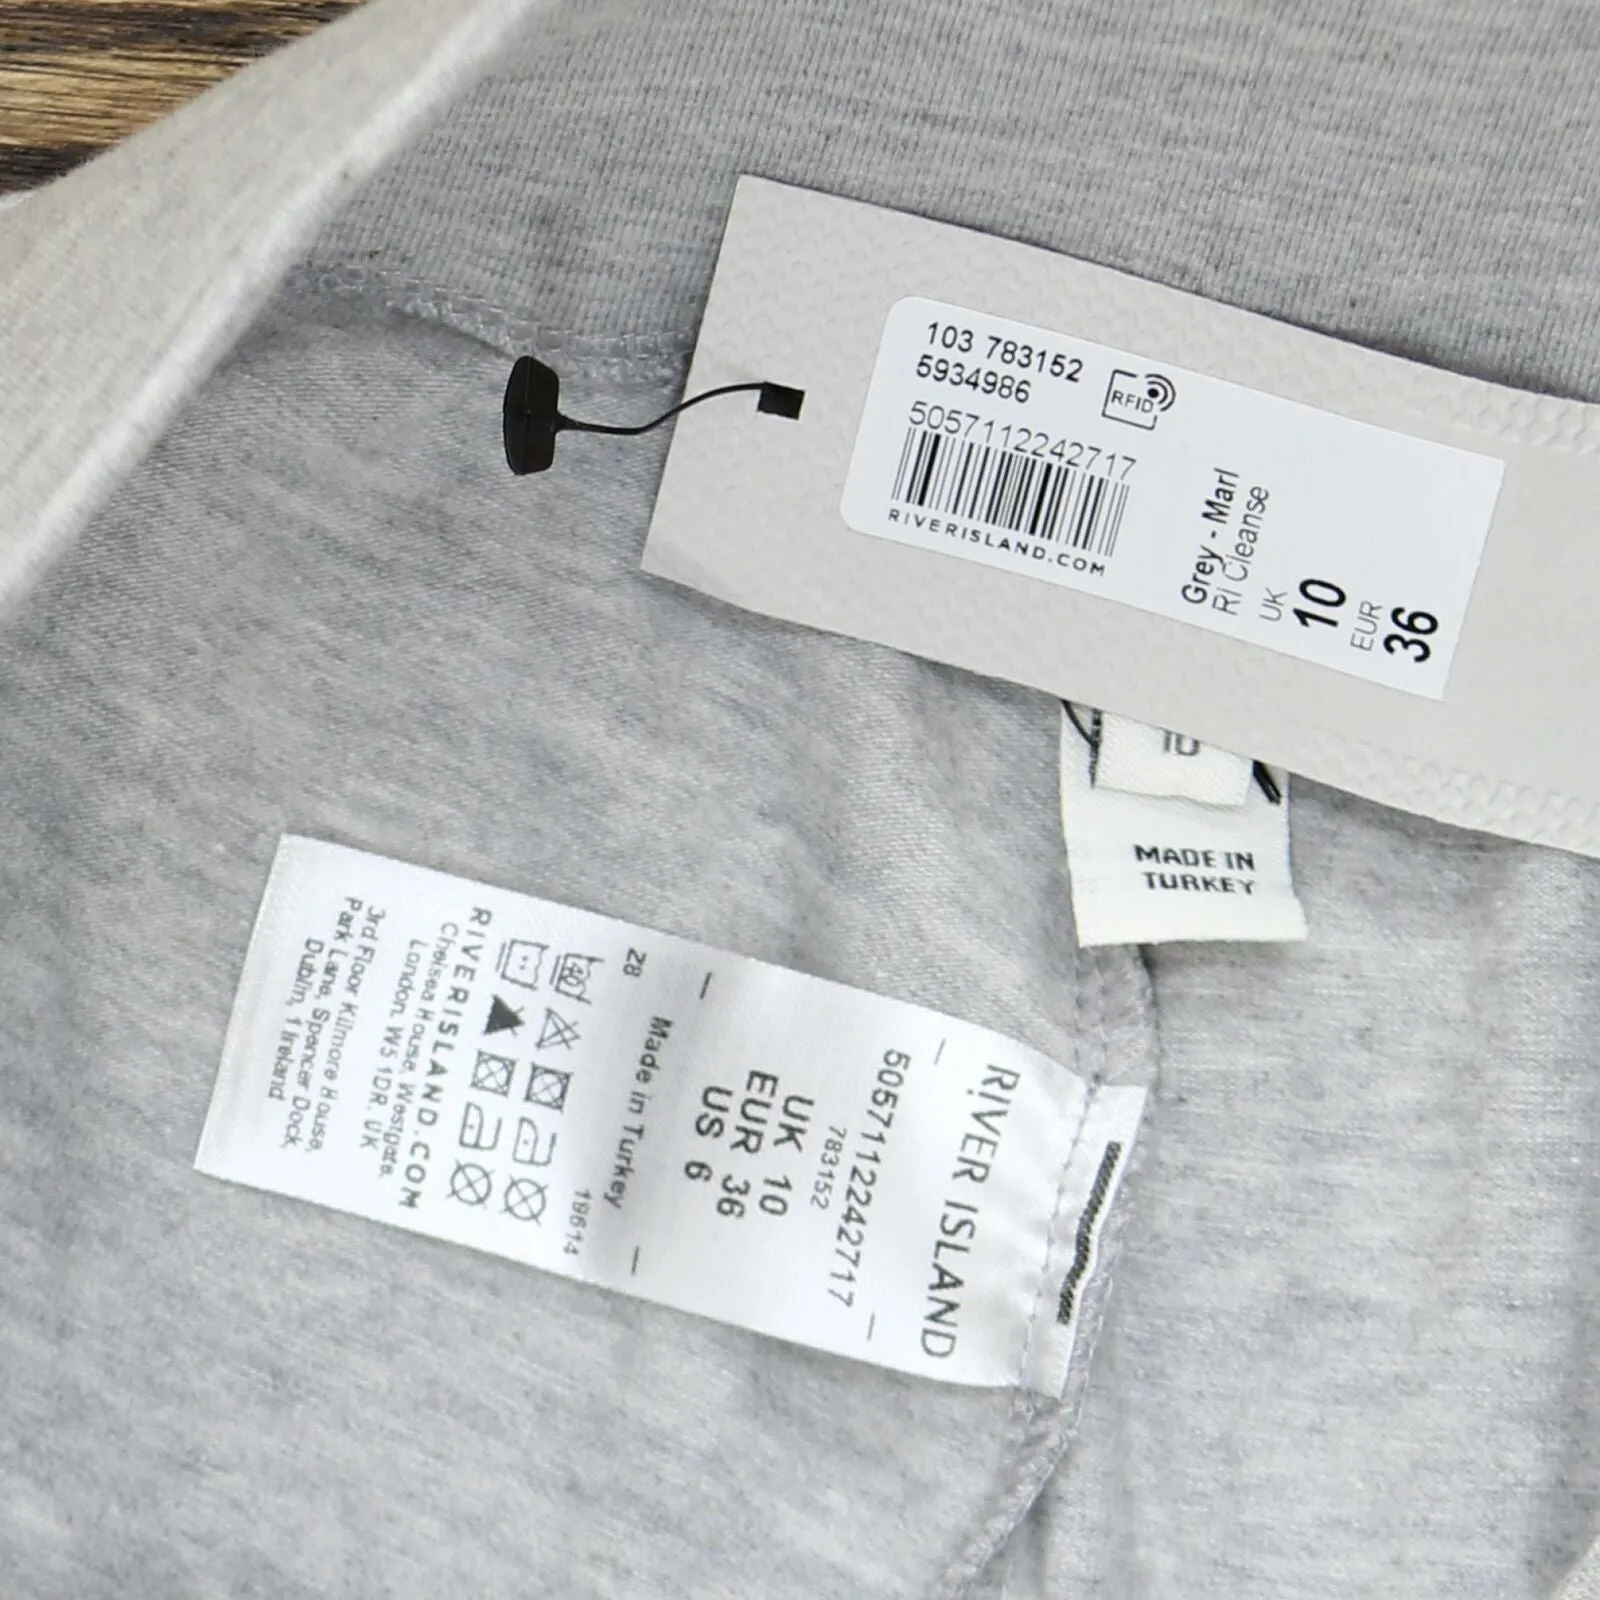 103 783152
5934986
RFID
5057112242717
RIVERISLAND.COM
Grey - Marl
RI Cleanse
UK
10
EUR
36
10
MADE IN
TURKEY
RIVER ISLAND
5057112242717
783152
UK 10
EUR 36
US 6
Made in Turkey
28
19614
40
RIVERISLAND.COM
Chelsea House, Westgate,
London, W5 1DR. UK
3rd Floor Kilmore House,
Park Lane, Spencer Dock,
Dublin, 1 Ireland